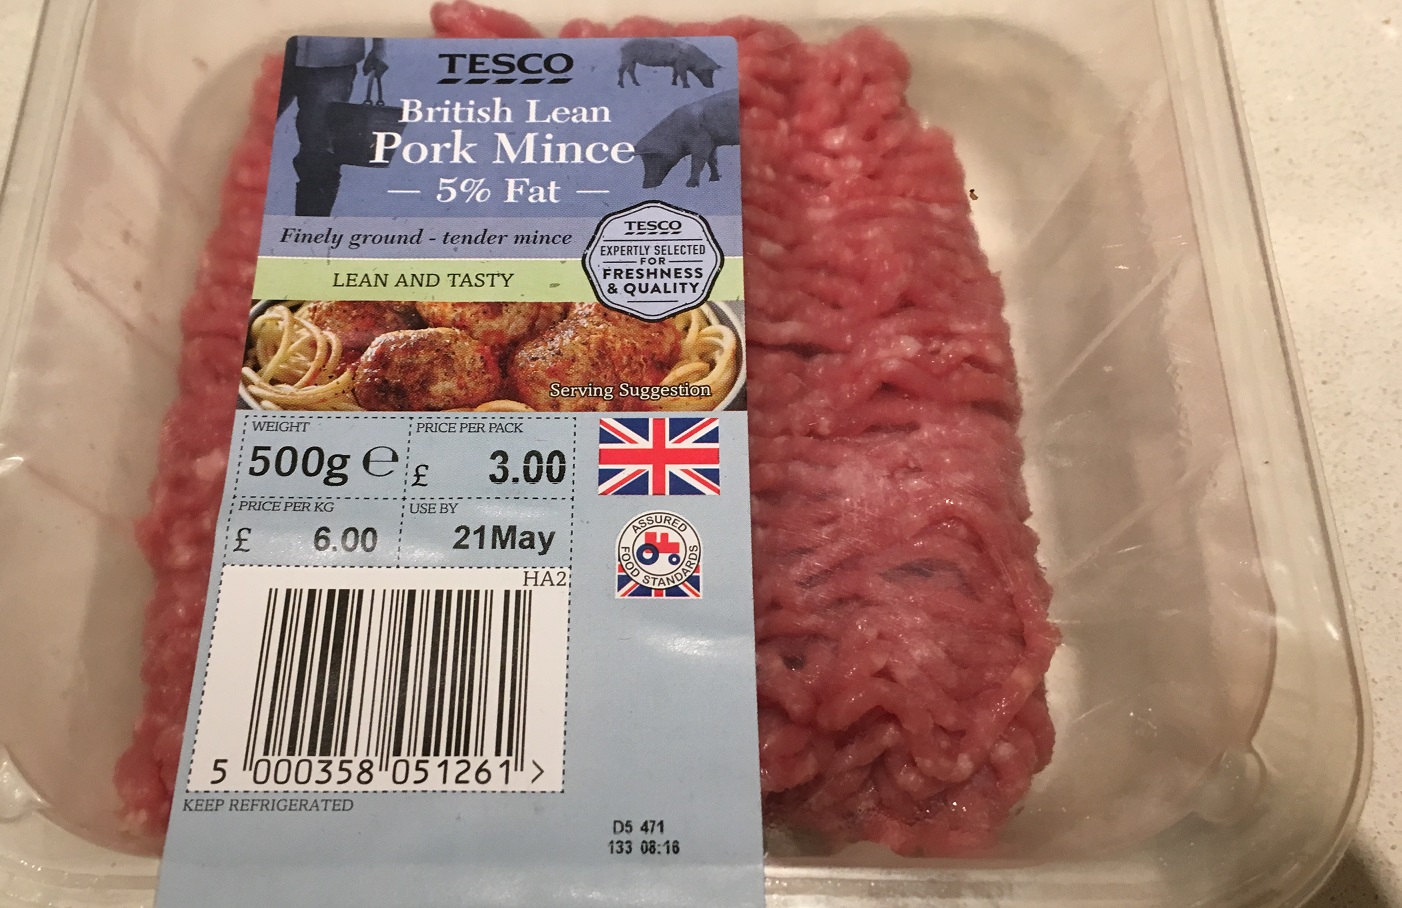 TESCO
British Lean
Pork Mince
— 5% Fat —
Finely ground - tender mince
LEAN AND TASTY
TESCO
EXPERTLY SELECTED
FOR
FRESHNESS
& QUALITY
Serving Suggestion
WEIGHT
500g ℮
PRICE PER PACK
£ 3.00
PRICE PER KG
£ 6.00
USE BY
21May
ASSURED
FOOD STANDARDS
HA2
5 000358 051261 >
KEEP REFRIGERATED
D5 471
133 08:16